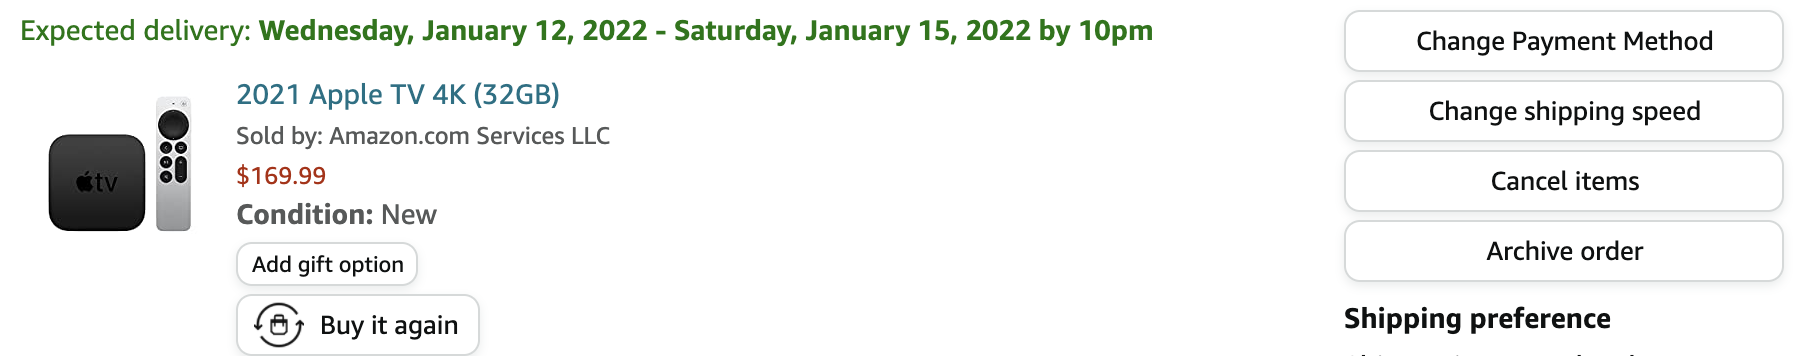 Expected delivery: Wednesday, January 12, 2022 - Saturday, January 15, 2022 by 10pm
2021 Apple TV 4K (32GB)
Sold by: Amazon.com Services LLC
$169.99
Condition: New
Add gift option
Buy it again
tv
Change Payment Method
Change shipping speed
Cancel items
Archive order
Shipping preference